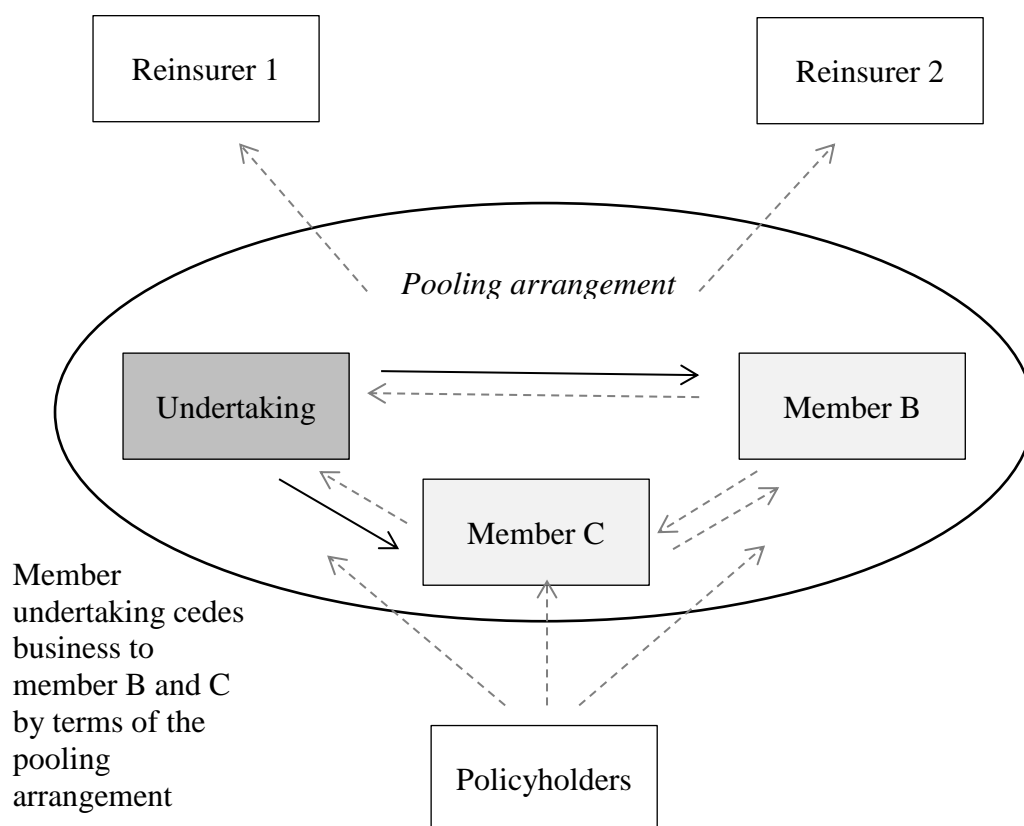 Reinsurer 1
Reinsurer 2
Pooling arrangement
Undertaking
Member B
Member C
Member
undertaking cedes
business to
member B and C
by terms of the
pooling
arrangement
Policyholders